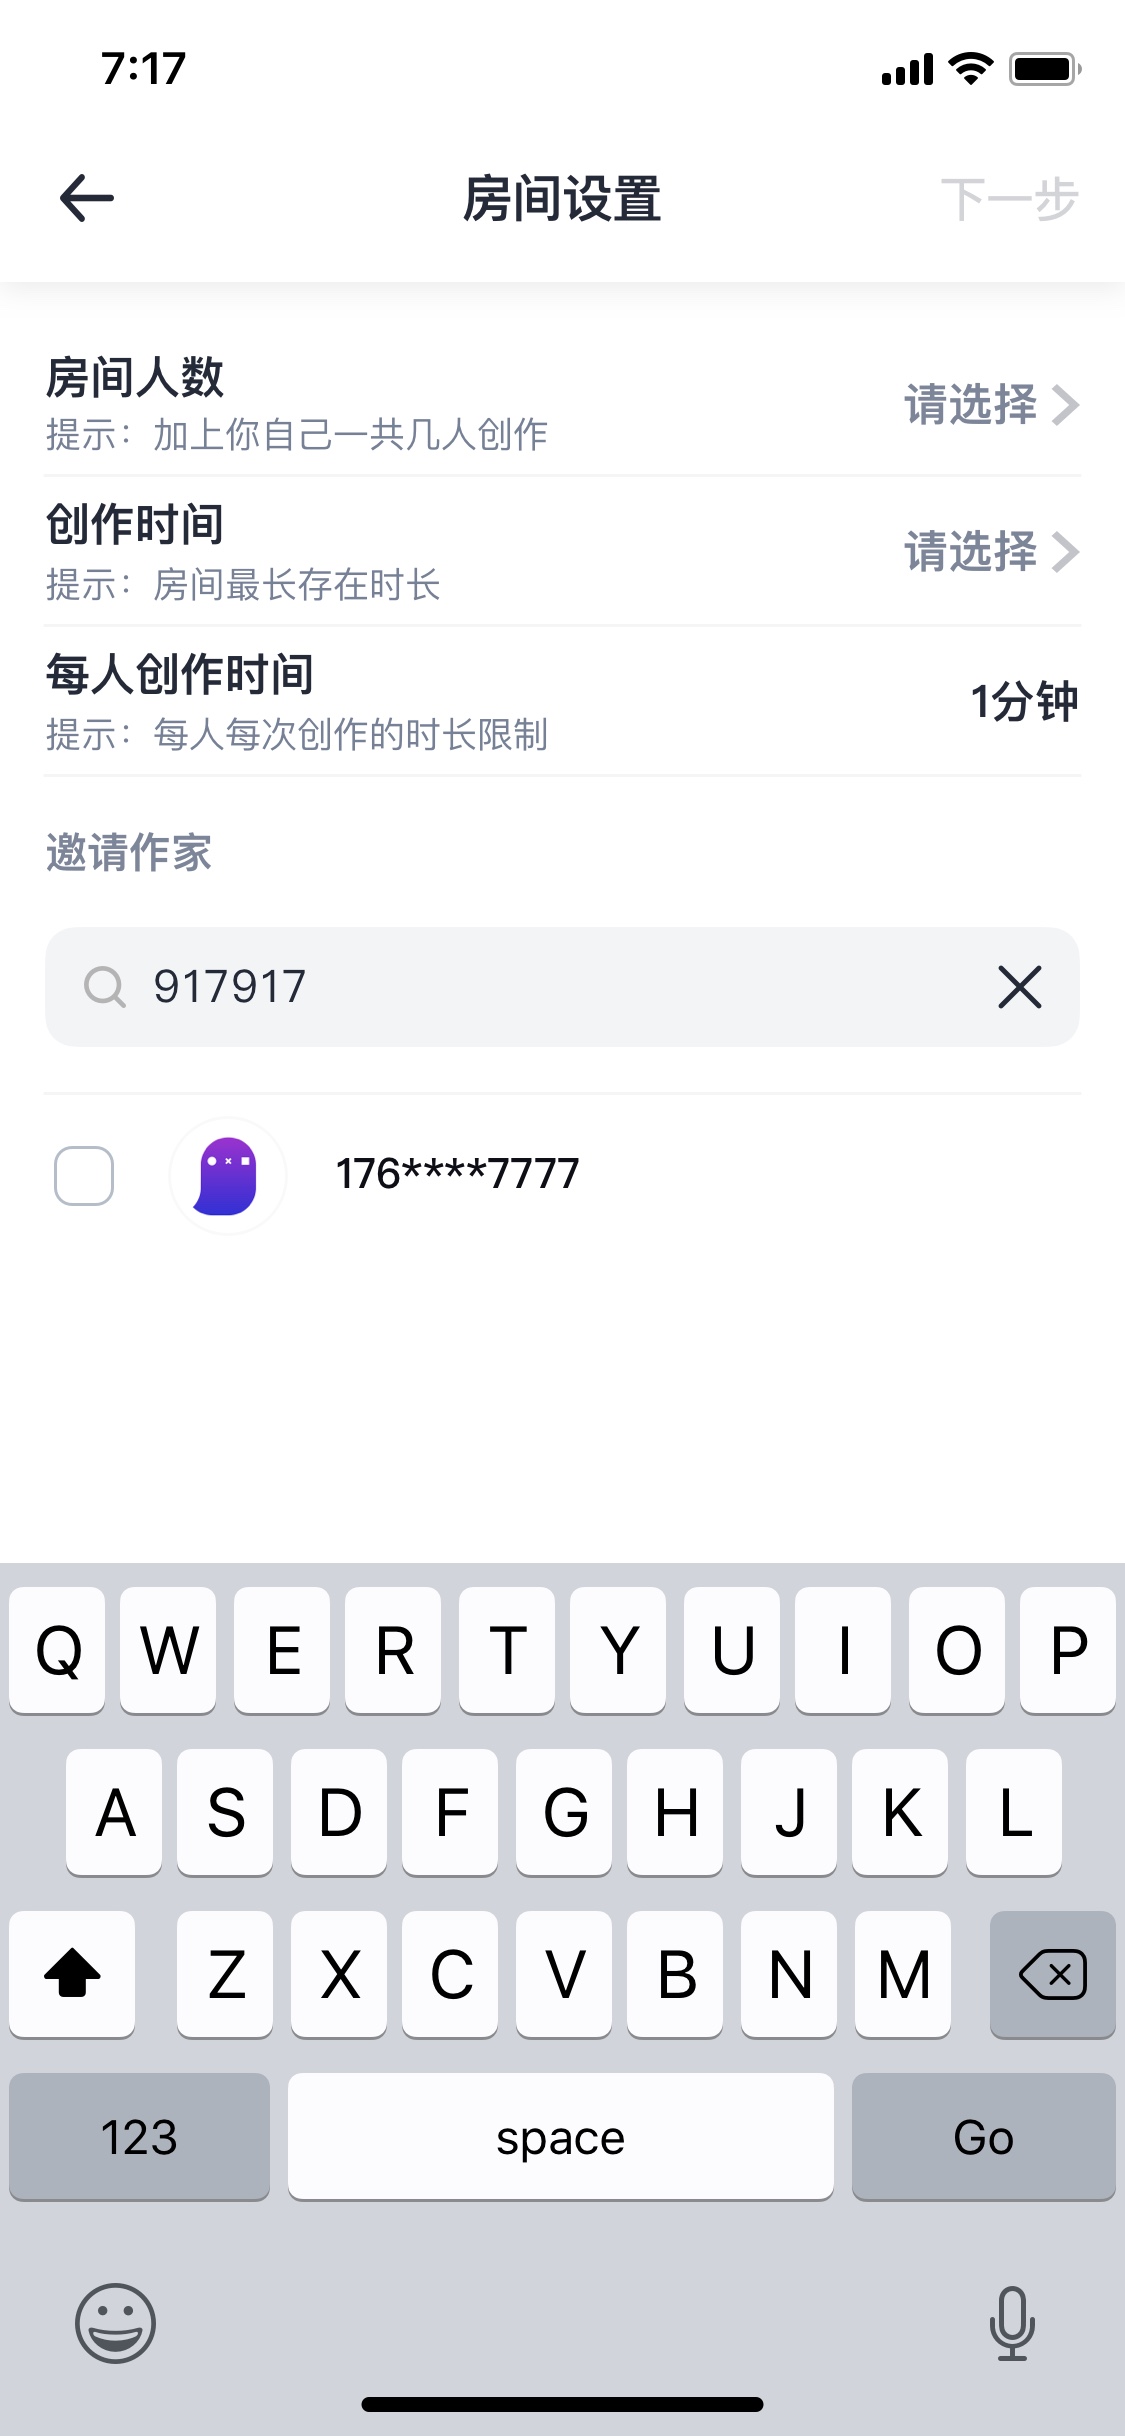 7:17
房间设置
下一步
房间人数
提示：加上你自己一共几人创作
请选择
创作时间
提示：房间最长存在时长
请选择
每人创作时间
提示：每人每次创作的时长限制
1分钟
邀请作家
917917
176****7777
Q W E R T Y U I O P
A S D F G H J K L
Z X C V B N M
123 space Go